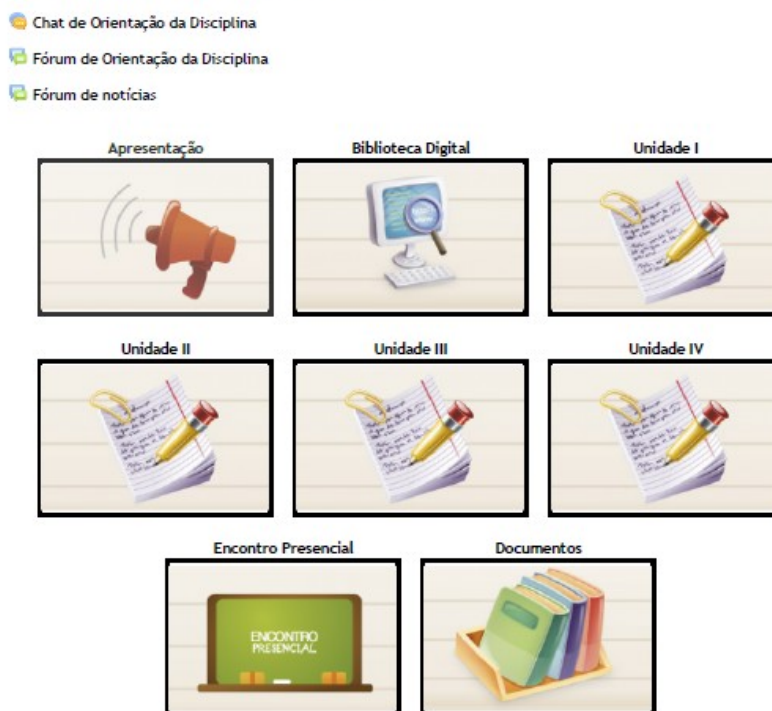 Chat de Orientação da Disciplina
Fórum de Orientação da Disciplina
Fórum de notícias
Apresentação
Biblioteca Digital
Unidade I
Unidade II
Unidade III
Unidade IV
Encontro Presencial
Documentos
ENCONTRO
PRESENCIAL